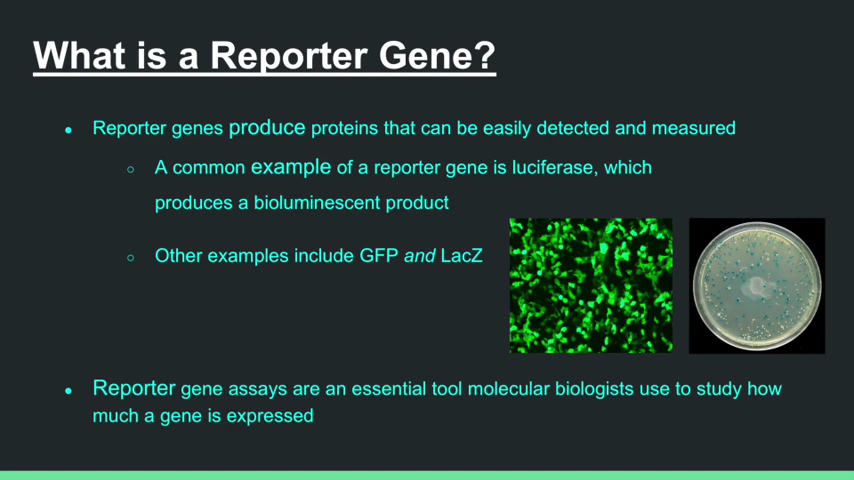 What is a Reporter Gene?
● Reporter genes produce proteins that can be easily detected and measured
○ A common example of a reporter gene is luciferase, which
produces a bioluminescent product
○ Other examples include GFP and LacZ
● Reporter gene assays are an essential tool molecular biologists use to study how
much a gene is expressed